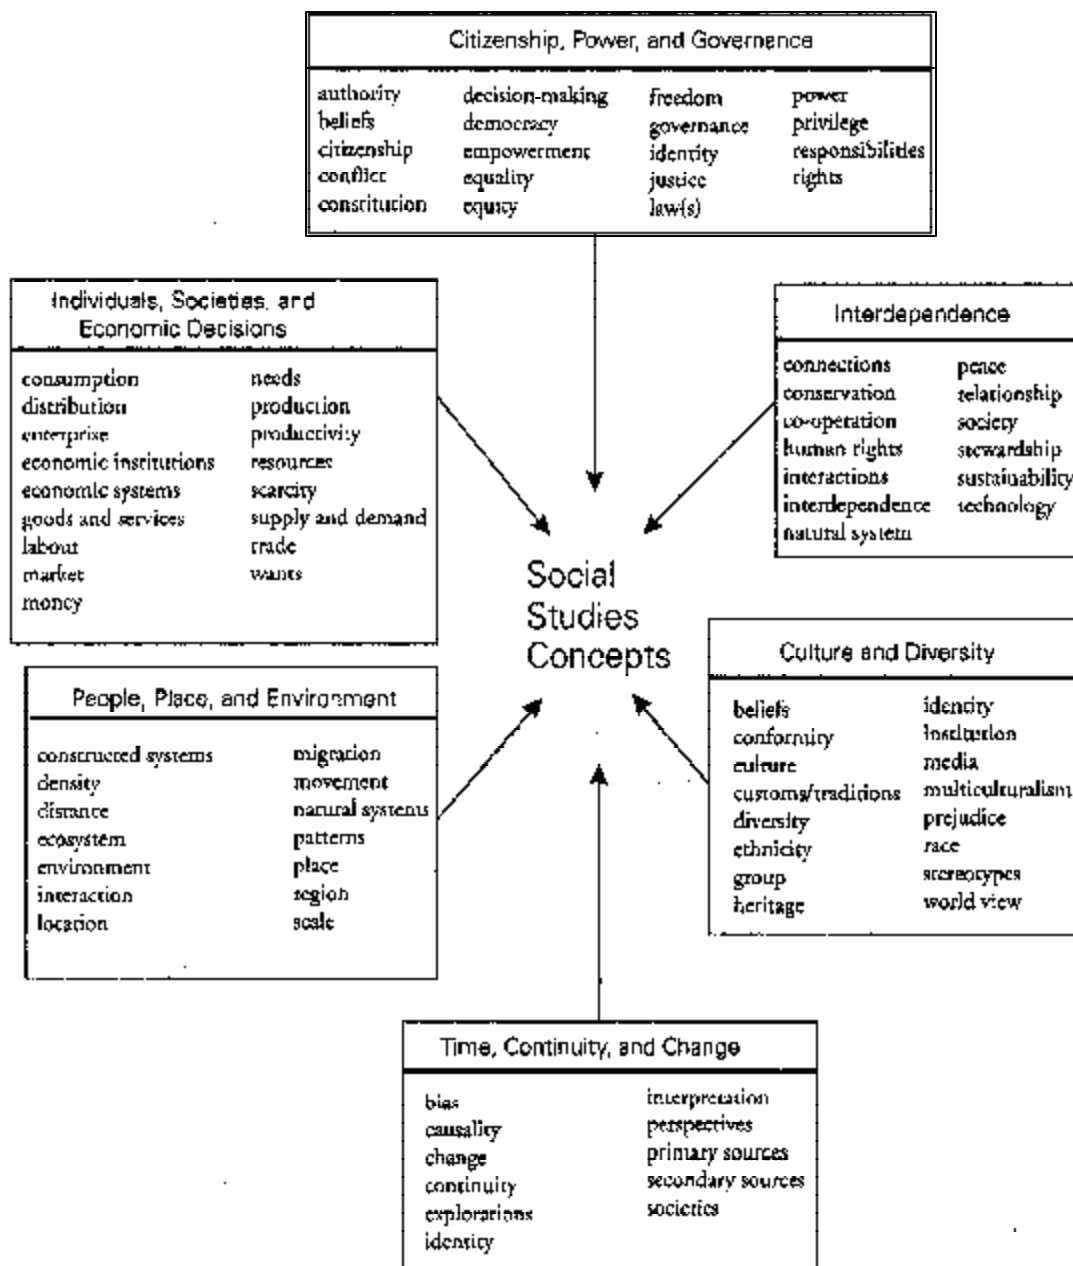 Citizenship, Power, and Governance
authority
beliefs
citizenship
conflict
constitution
decision-making
democracy
empowerment
equality
equity
freedom
governance
identity
justice
law(s)
power
privilege
responsibilities
rights
Individuals, Societies, and
Economic Decisions
consumption
distribution
enterprise
economic institutions
economic systems
goods and services
labour
market
money
needs
production
productivity
resources
scarcity
supply and demand
trade
wants
Interdependence
connections
conservation
co-operation
human rights
interactions
interdependence
natural system
peace
relationship
society
stewardship
sustainability
technology
Social
Studies
Concepts
People, Place, and Environment
constructed systems
density
distance
ecosystem
environment
interaction
location
migration
movement
natural systems
patterns
place
region
scale
Culture and Diversity
beliefs
conformity
culture
customs/traditions
diversity
ethnicity
group
heritage
identity
institution
media
multiculturalism
prejudice
race
stereotypes
world view
Time, Continuity, and Change
bias
causality
change
continuity
explorations
identity
interpretation
perspectives
primary sources
secondary sources
societies